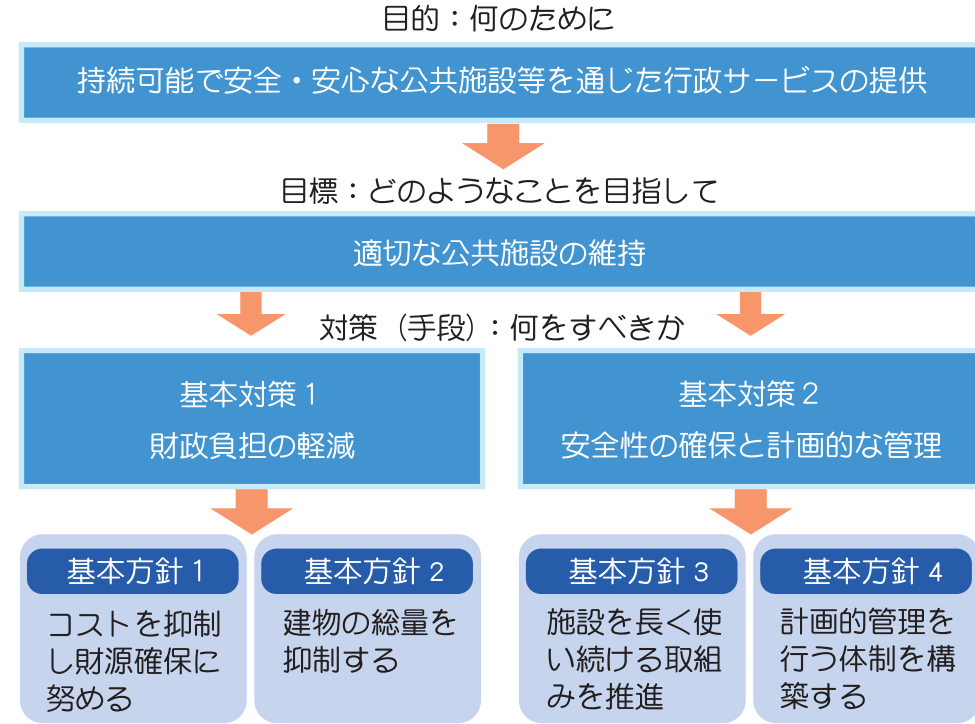 目的：何のために
持続可能で安全・安心な公共施設等を通じた行政サービスの提供
目標：どのようなことを目指して
適切な公共施設の維持
対策（手段）：何をすべきか
基本対策1
財政負担の軽減
基本対策2
安全性の確保と計画的な管理
基本方針1
コストを抑制
し財源確保に
努める
基本方針2
建物の総量を
抑制する
基本方針3
施設を長く使
い続ける取組
みを推進
基本方針4
計画的管理を
行う体制を構
築する